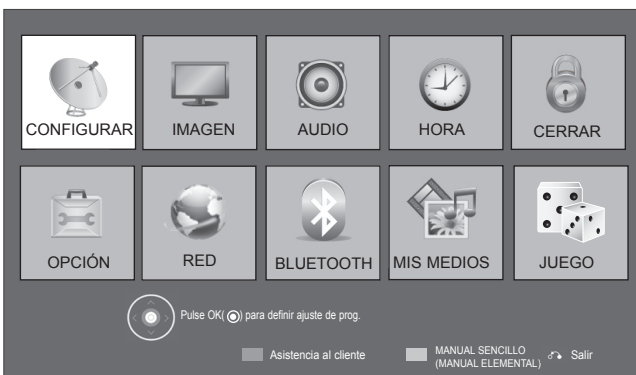 CONFIGURAR IMAGEN AUDIO HORA CERRAR
OPCIÓN RED BLUETOOTH MIS MEDIOS JUEGO
Pulse OK( ) para definir ajuste de prog.
Asistencia al cliente MANUAL SENCILLO Salir
(MANUAL ELEMENTAL)